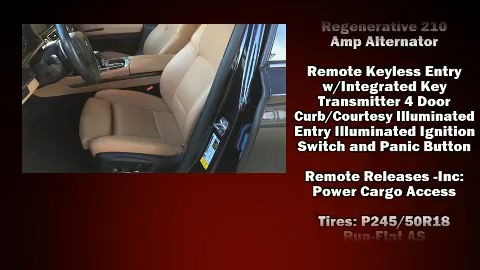 Regenerative 210
Amp Alternator
Remote Keyless Entry
w/Integrated Key
Transmitter 4 Door
Curb/Courtesy Illuminated
Entry Illuminated Ignition
Switch and Panic Button
Remote Releases -Inc:
Power Cargo Access
Tires: P245/50R18
Run-Flat AS